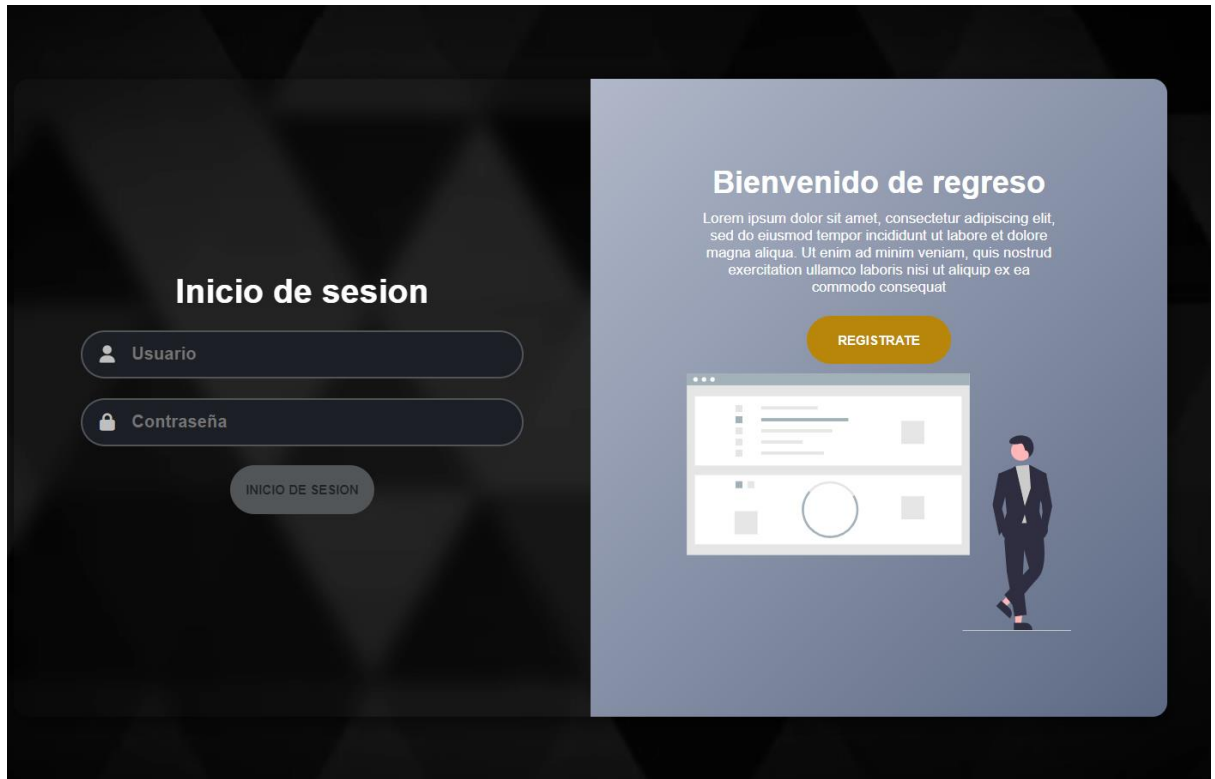 Inicio de sesion
Usuario
Contraseña
INICIO DE SESION
Bienvenido de regreso
Lorem ipsum dolor sit amet, consectetur adipiscing elit,
sed do eiusmod tempor incididunt ut labore et dolore
magna aliqua. Ut enim ad minim veniam, quis nostrud
exercitation ullamco laboris nisi ut aliquip ex ea
commodo consequat
REGISTRATE